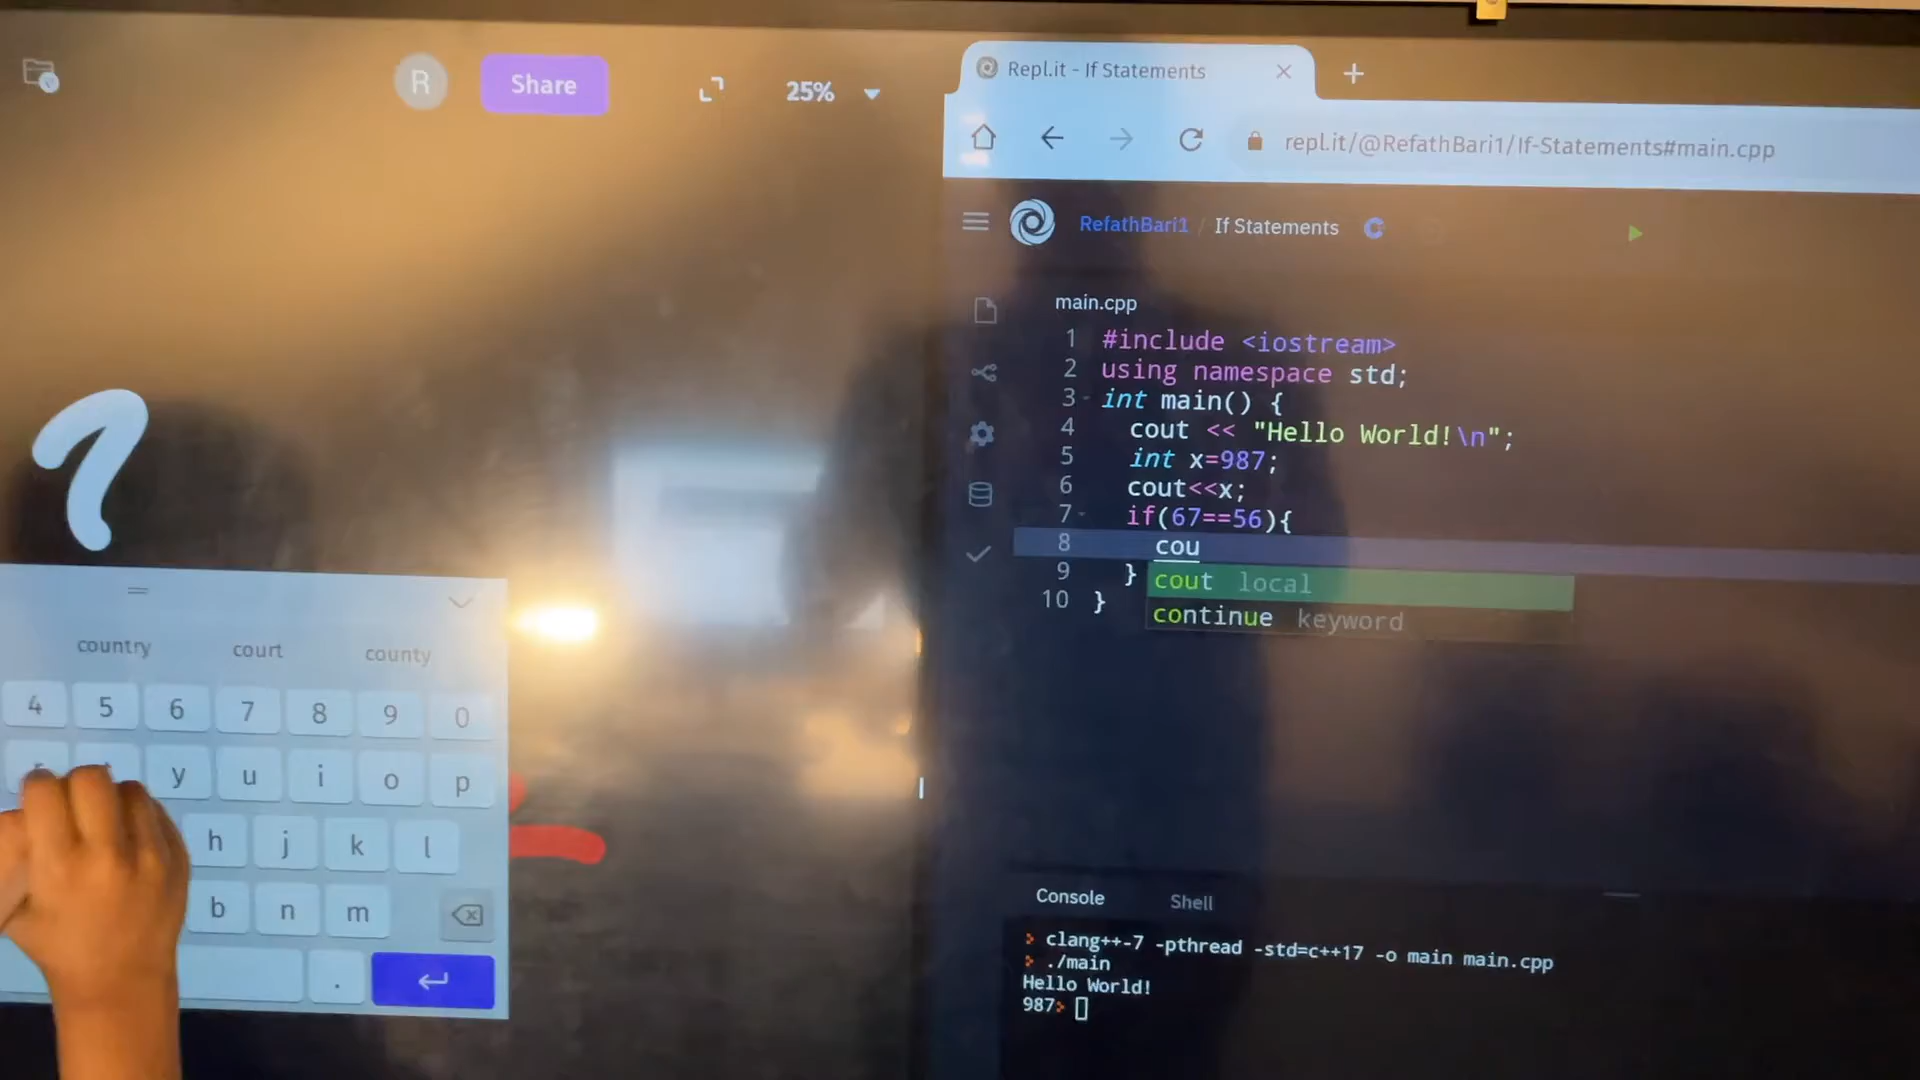 R
Share
25%
Repl.it - If Statements
repl.it/@RefathBari1/If-Statements#main.cpp
RefathBari1 / If Statements
main.cpp
1 #include <iostream>
2 using namespace std;
3 int main() {
4 cout << "Hello World!\n";
5 int x=987;
6 cout<<x;
7 if(67==56){
8 cou
9 }
10 }
cout local
continue keyword
country court county
4 5 6 7 8 9 0
y u i o p
h j k l
b n m
.
Console Shell
clang++-7 -pthread -std=c++17 -o main main.cpp
./main
Hello World!
987>